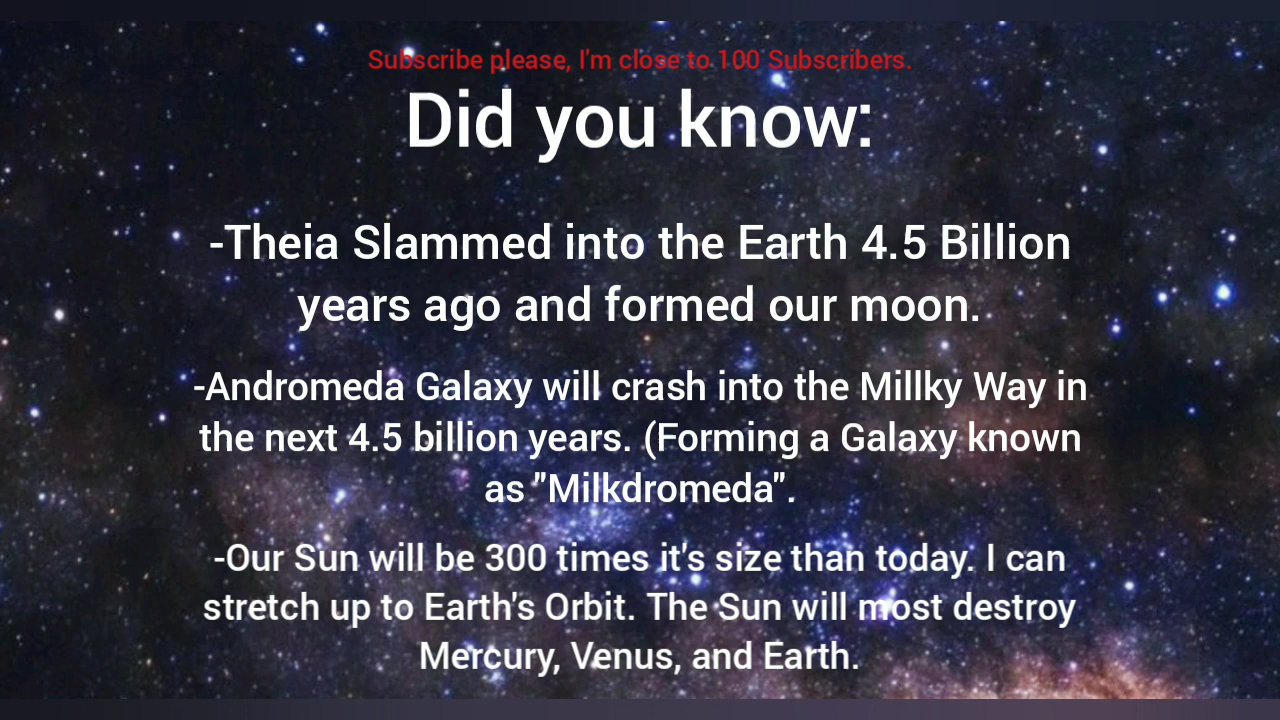 Subscribe please, I'm close to 100 Subscribers.
Did you know:
-Theia Slammed into the Earth 4.5 Billion
years ago and formed our moon.
-Andromeda Galaxy will crash into the Millky Way in
the next 4.5 billion years. (Forming a Galaxy known
as "Milkdromeda".
-Our Sun will be 300 times it's size than today. I can
stretch up to Earth's Orbit. The Sun will most destroy
Mercury, Venus, and Earth.